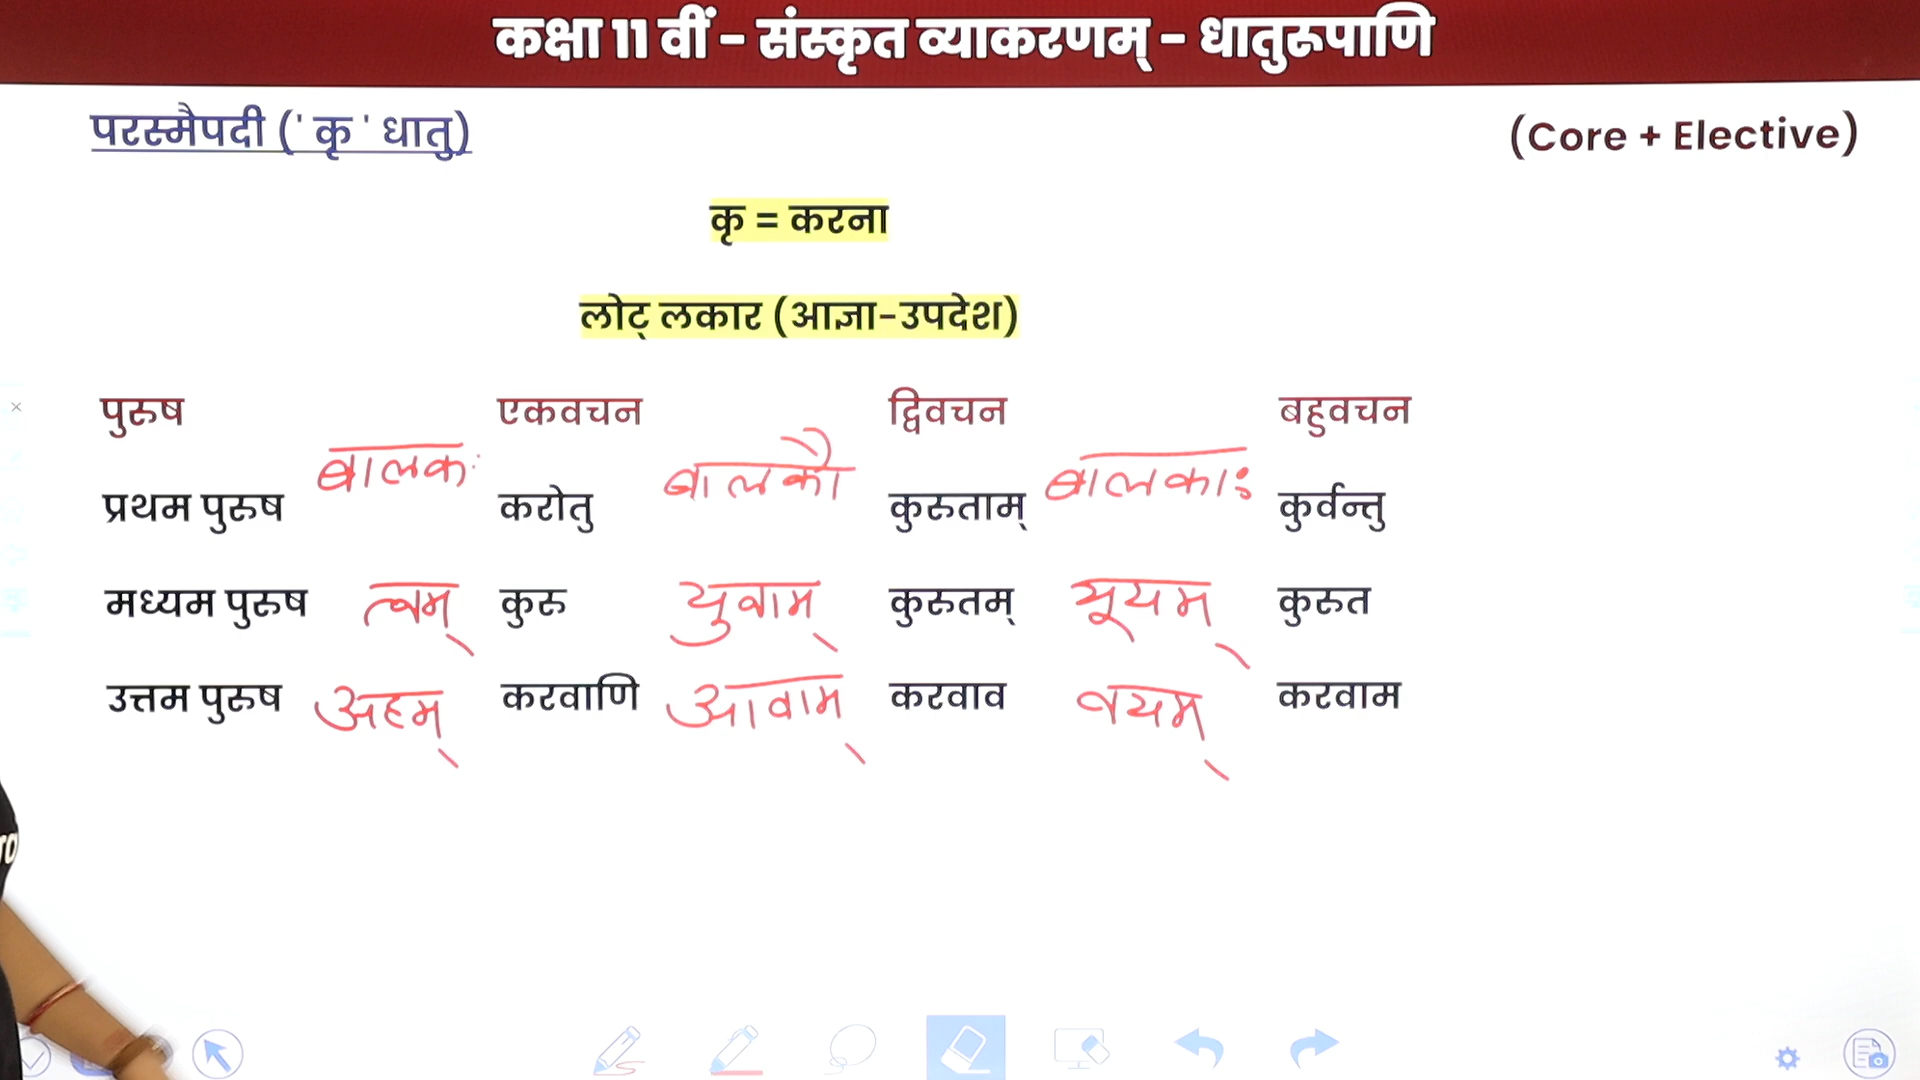 कक्षा 11 वीं - संस्कृत व्याकरणम् - धातुरूपाणि
परस्मैपदी (' कृ ' धातु)
(Core + Elective)
कृ = करना
लोट् लकार (आज्ञा-उपदेश)
पुरुष एकवचन द्विवचन बहुवचन
प्रथम पुरुष बालकः करोतु बालकौ कुरुताम् बालकाः कुर्वन्तु
मध्यम पुरुष त्वम् कुरु युवाम् कुरुतम् यूयम् कुरुत
उत्तम पुरुष अहम् करवाणि आवाम् करवाव वयम् करवाम